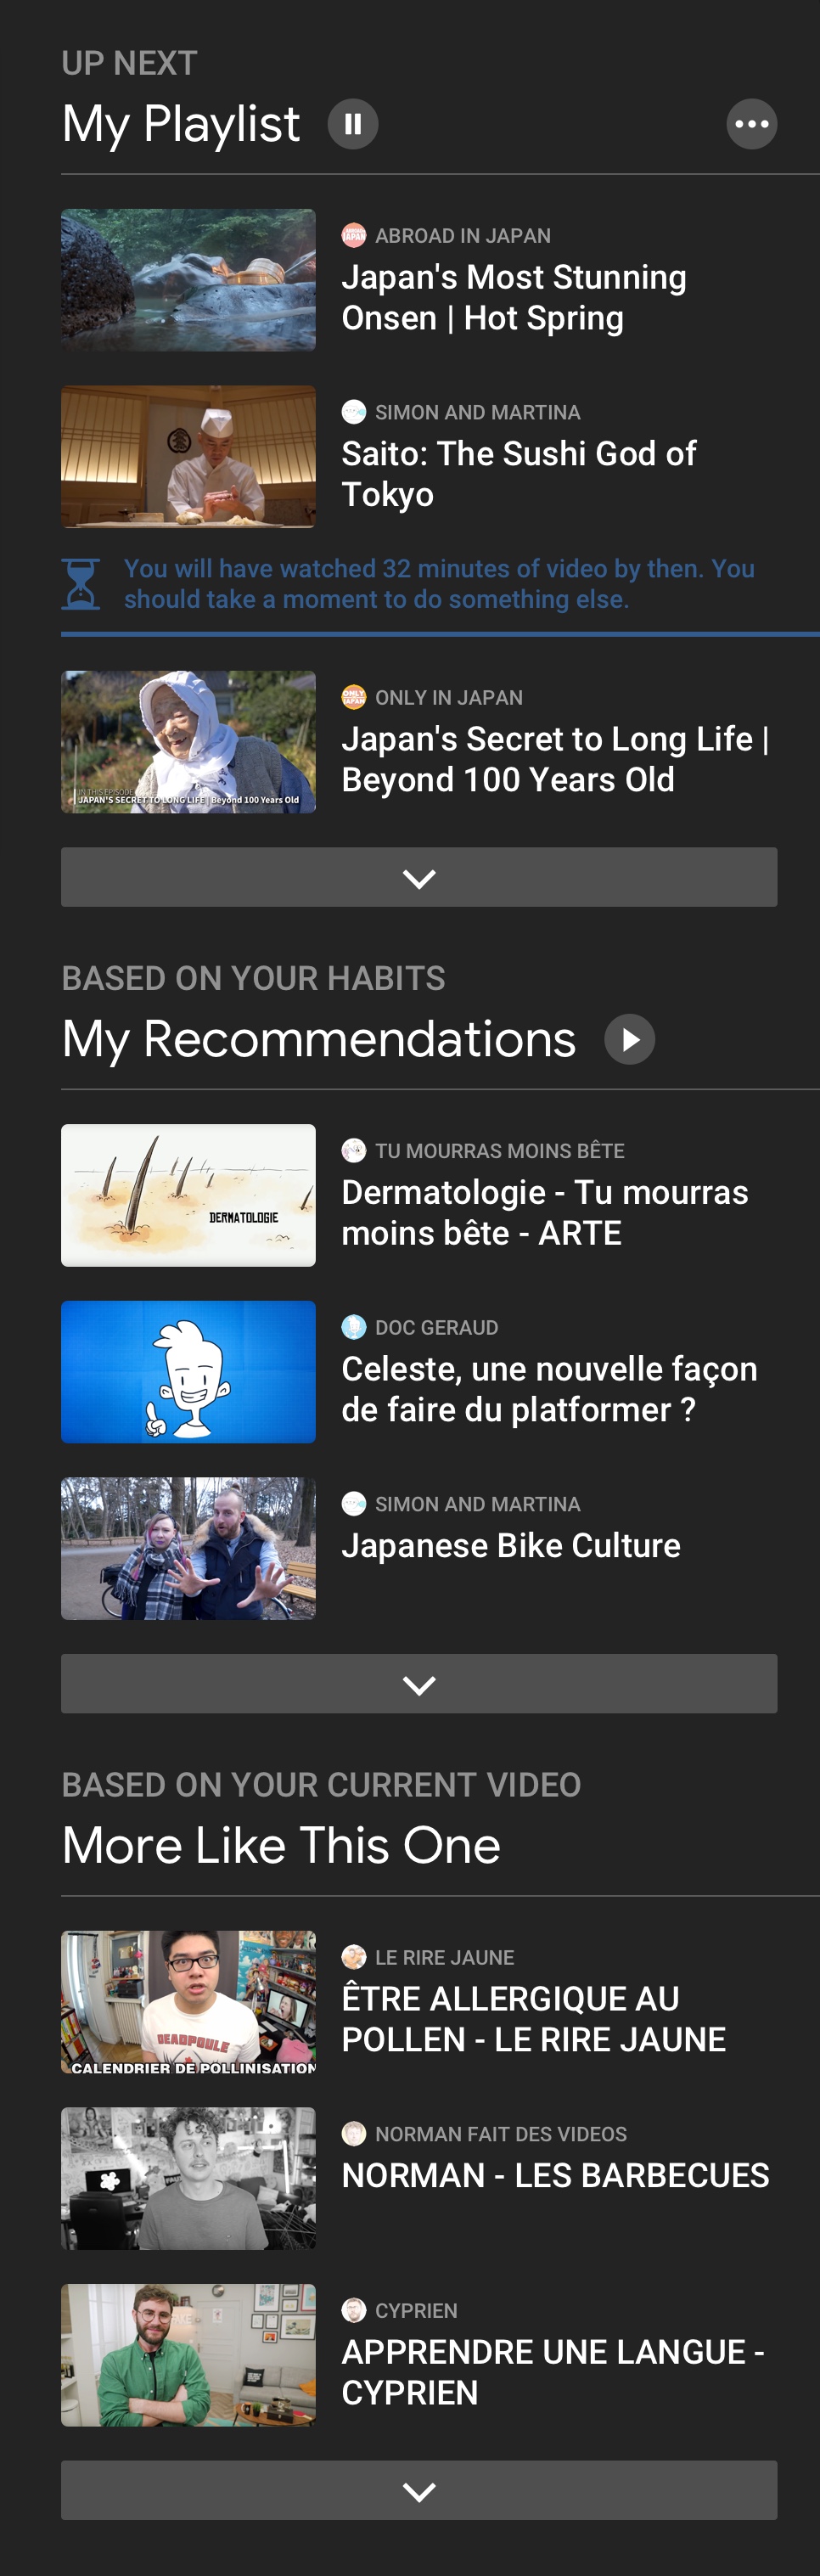 UP NEXT
My Playlist
ABROAD IN JAPAN
Japan's Most Stunning
Onsen | Hot Spring
SIMON AND MARTINA
Saito: The Sushi God of
Tokyo
You will have watched 32 minutes of video by then. You
should take a moment to do something else.
ONLY IN JAPAN
Japan's Secret to Long Life |
Beyond 100 Years Old
IN THIS EPISODE
JAPAN'S SECRET TO LONG LIFE | Beyond 100 Years Old
BASED ON YOUR HABITS
My Recommendations
TU MOURRAS MOINS BÊTE
Dermatologie - Tu mourras
moins bête - ARTE
DERMATOLOGIE
DOC GERAUD
Celeste, une nouvelle façon
de faire du platformer ?
SIMON AND MARTINA
Japanese Bike Culture
BASED ON YOUR CURRENT VIDEO
More Like This One
LE RIRE JAUNE
ÊTRE ALLERGIQUE AU
POLLEN - LE RIRE JAUNE
DEADPOULE
CALENDRIER DE POLLINISATION
NORMAN FAIT DES VIDEOS
NORMAN - LES BARBECUES
CYPRIEN
APPRENDRE UNE LANGUE -
CYPRIEN